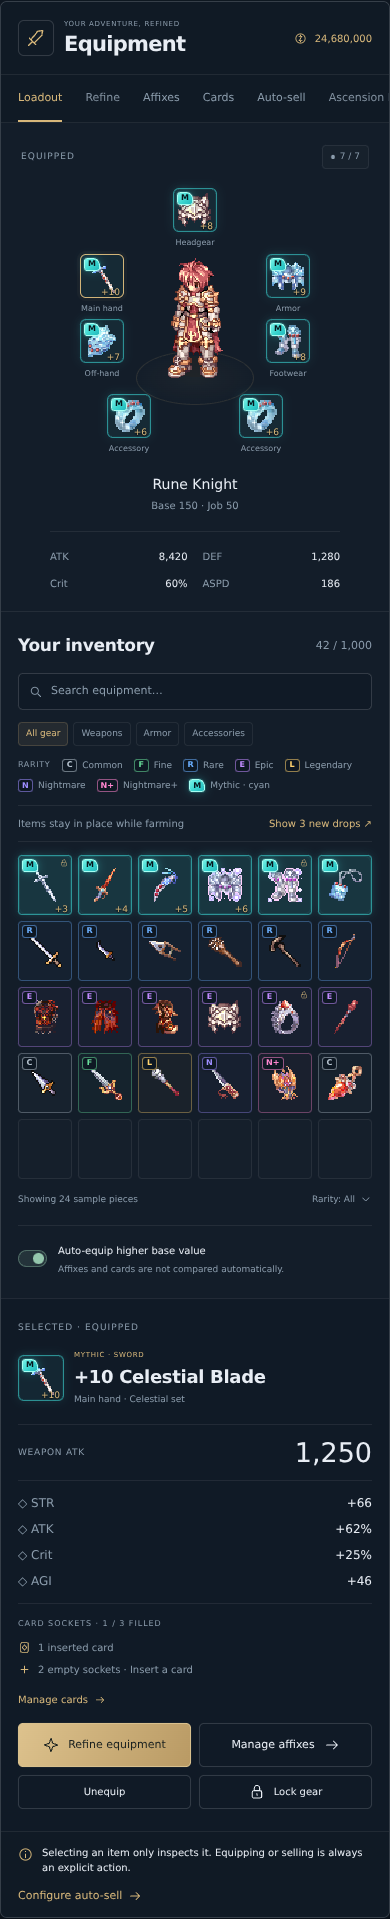 YOUR ADVENTURE, REFINED
Equipment
24,680,000
Loadout Refine Affixes Cards Auto-sell Ascension
EQUIPPED
7 / 7
M +8
Headgear
M +10
Main hand
M +9
Armor
M +7
Off-hand
M +8
Footwear
M +6
Accessory
M +6
Accessory
Rune Knight
Base 150 · Job 50
ATK 8,420 DEF 1,280
Crit 60% ASPD 186
Your inventory
42 / 1,000
Search equipment...
All gear Weapons Armor Accessories
RARITY C Common F Fine R Rare E Epic L Legendary
N Nightmare N+ Nightmare+ M Mythic · cyan
Items stay in place while farming
Show 3 new drops ↗
M M M M M M
+3 +4 +5 +6
R R R R R R
E E E E E E
C F L N N+ C
Showing 24 sample pieces
Rarity: All
Auto-equip higher base value
Affixes and cards are not compared automatically.
SELECTED · EQUIPPED
M +10
MYTHIC · SWORD
+10 Celestial Blade
Main hand · Celestial set
WEAPON ATK 1,250
◇ STR +66
◇ ATK +62%
◇ Crit +25%
◇ AGI +46
CARD SOCKETS · 1 / 3 FILLED
1 inserted card
+ 2 empty sockets · Insert a card
Manage cards →
Refine equipment
Manage affixes →
Unequip
Lock gear
Selecting an item only inspects it. Equipping or selling is always
an explicit action.
Configure auto-sell →